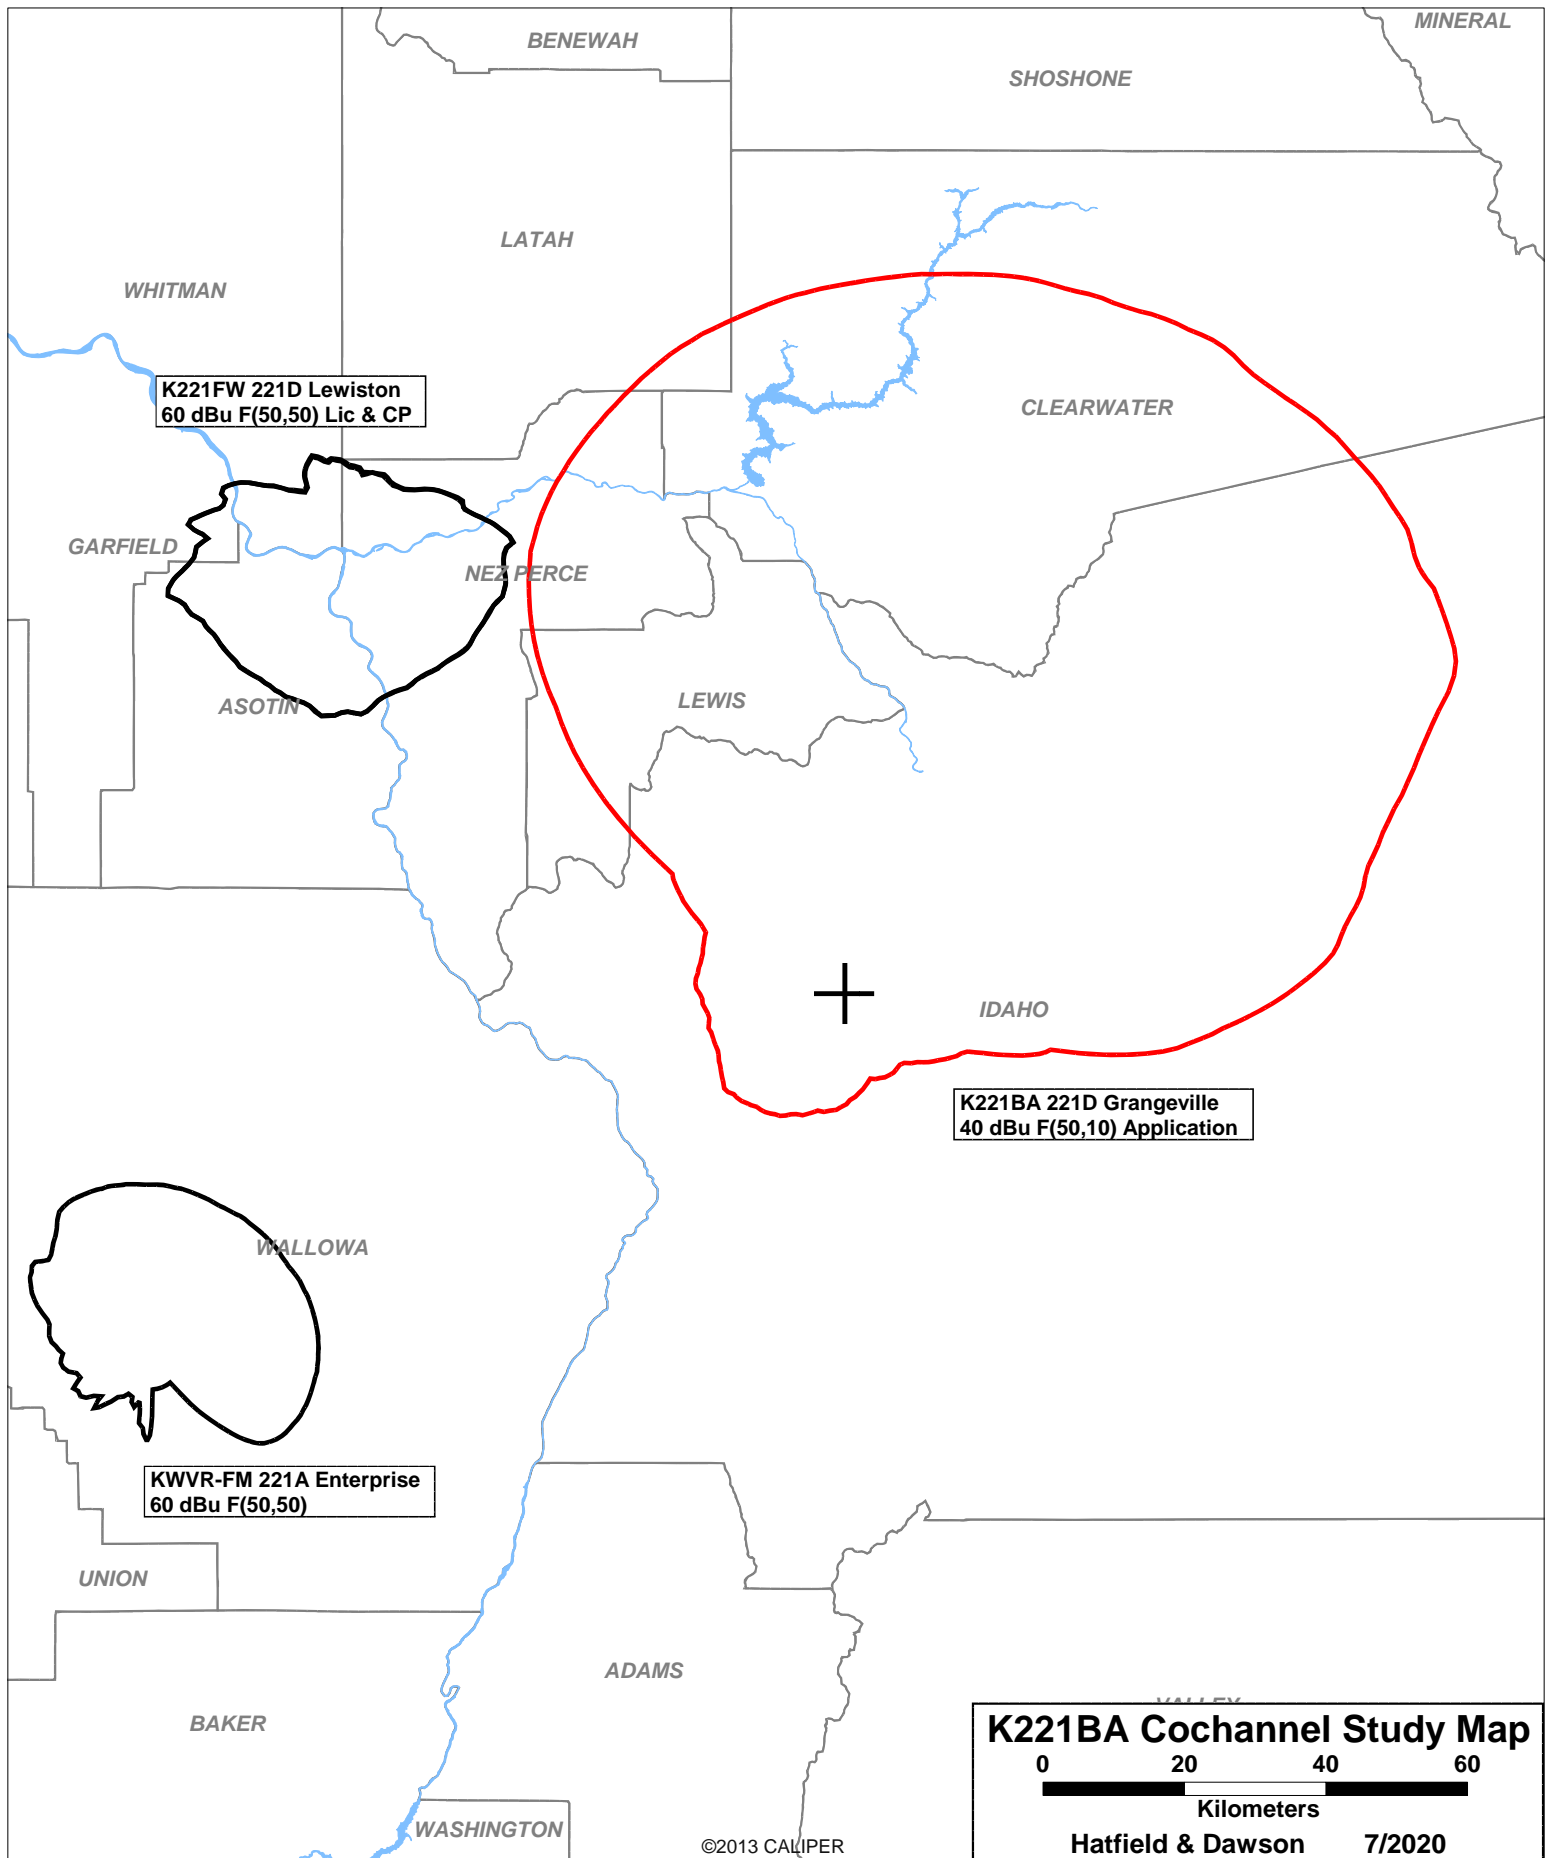 MINERAL
BENEWAH
SHOSHONE
LATAH
WHITMAN
K221FW 221D Lewiston
60 dBu F(50,50) Lic & CP
CLEARWATER
GARFIELD
NEZ PERCE
ASOTIN
LEWIS
IDAHO
K221BA 221D Grangeville
40 dBu F(50,10) Application
WALLOWA
KWVR-FM 221A Enterprise
60 dBu F(50,50)
UNION
ADAMS
BAKER
VALLEY
K221BA Cochannel Study Map
0 20 40 60
Kilometers
WASHINGTON
©2013 CALIPER
Hatfield & Dawson 7/2020